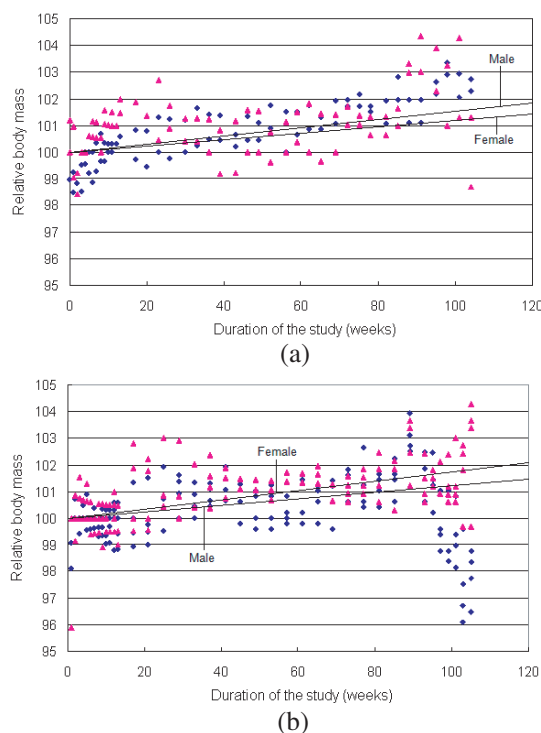 105
104
103
102
101
100
99
98
97
96
95
Relative body mass
Male
Female
0 20 40 60 80 100 120
Duration of the study (weeks)
(a)
105
104
103
102
101
100
99
98
97
96
95
Relative body mass
Female
Male
0 20 40 60 80 100 120
Duration of the study (weeks)
(b)